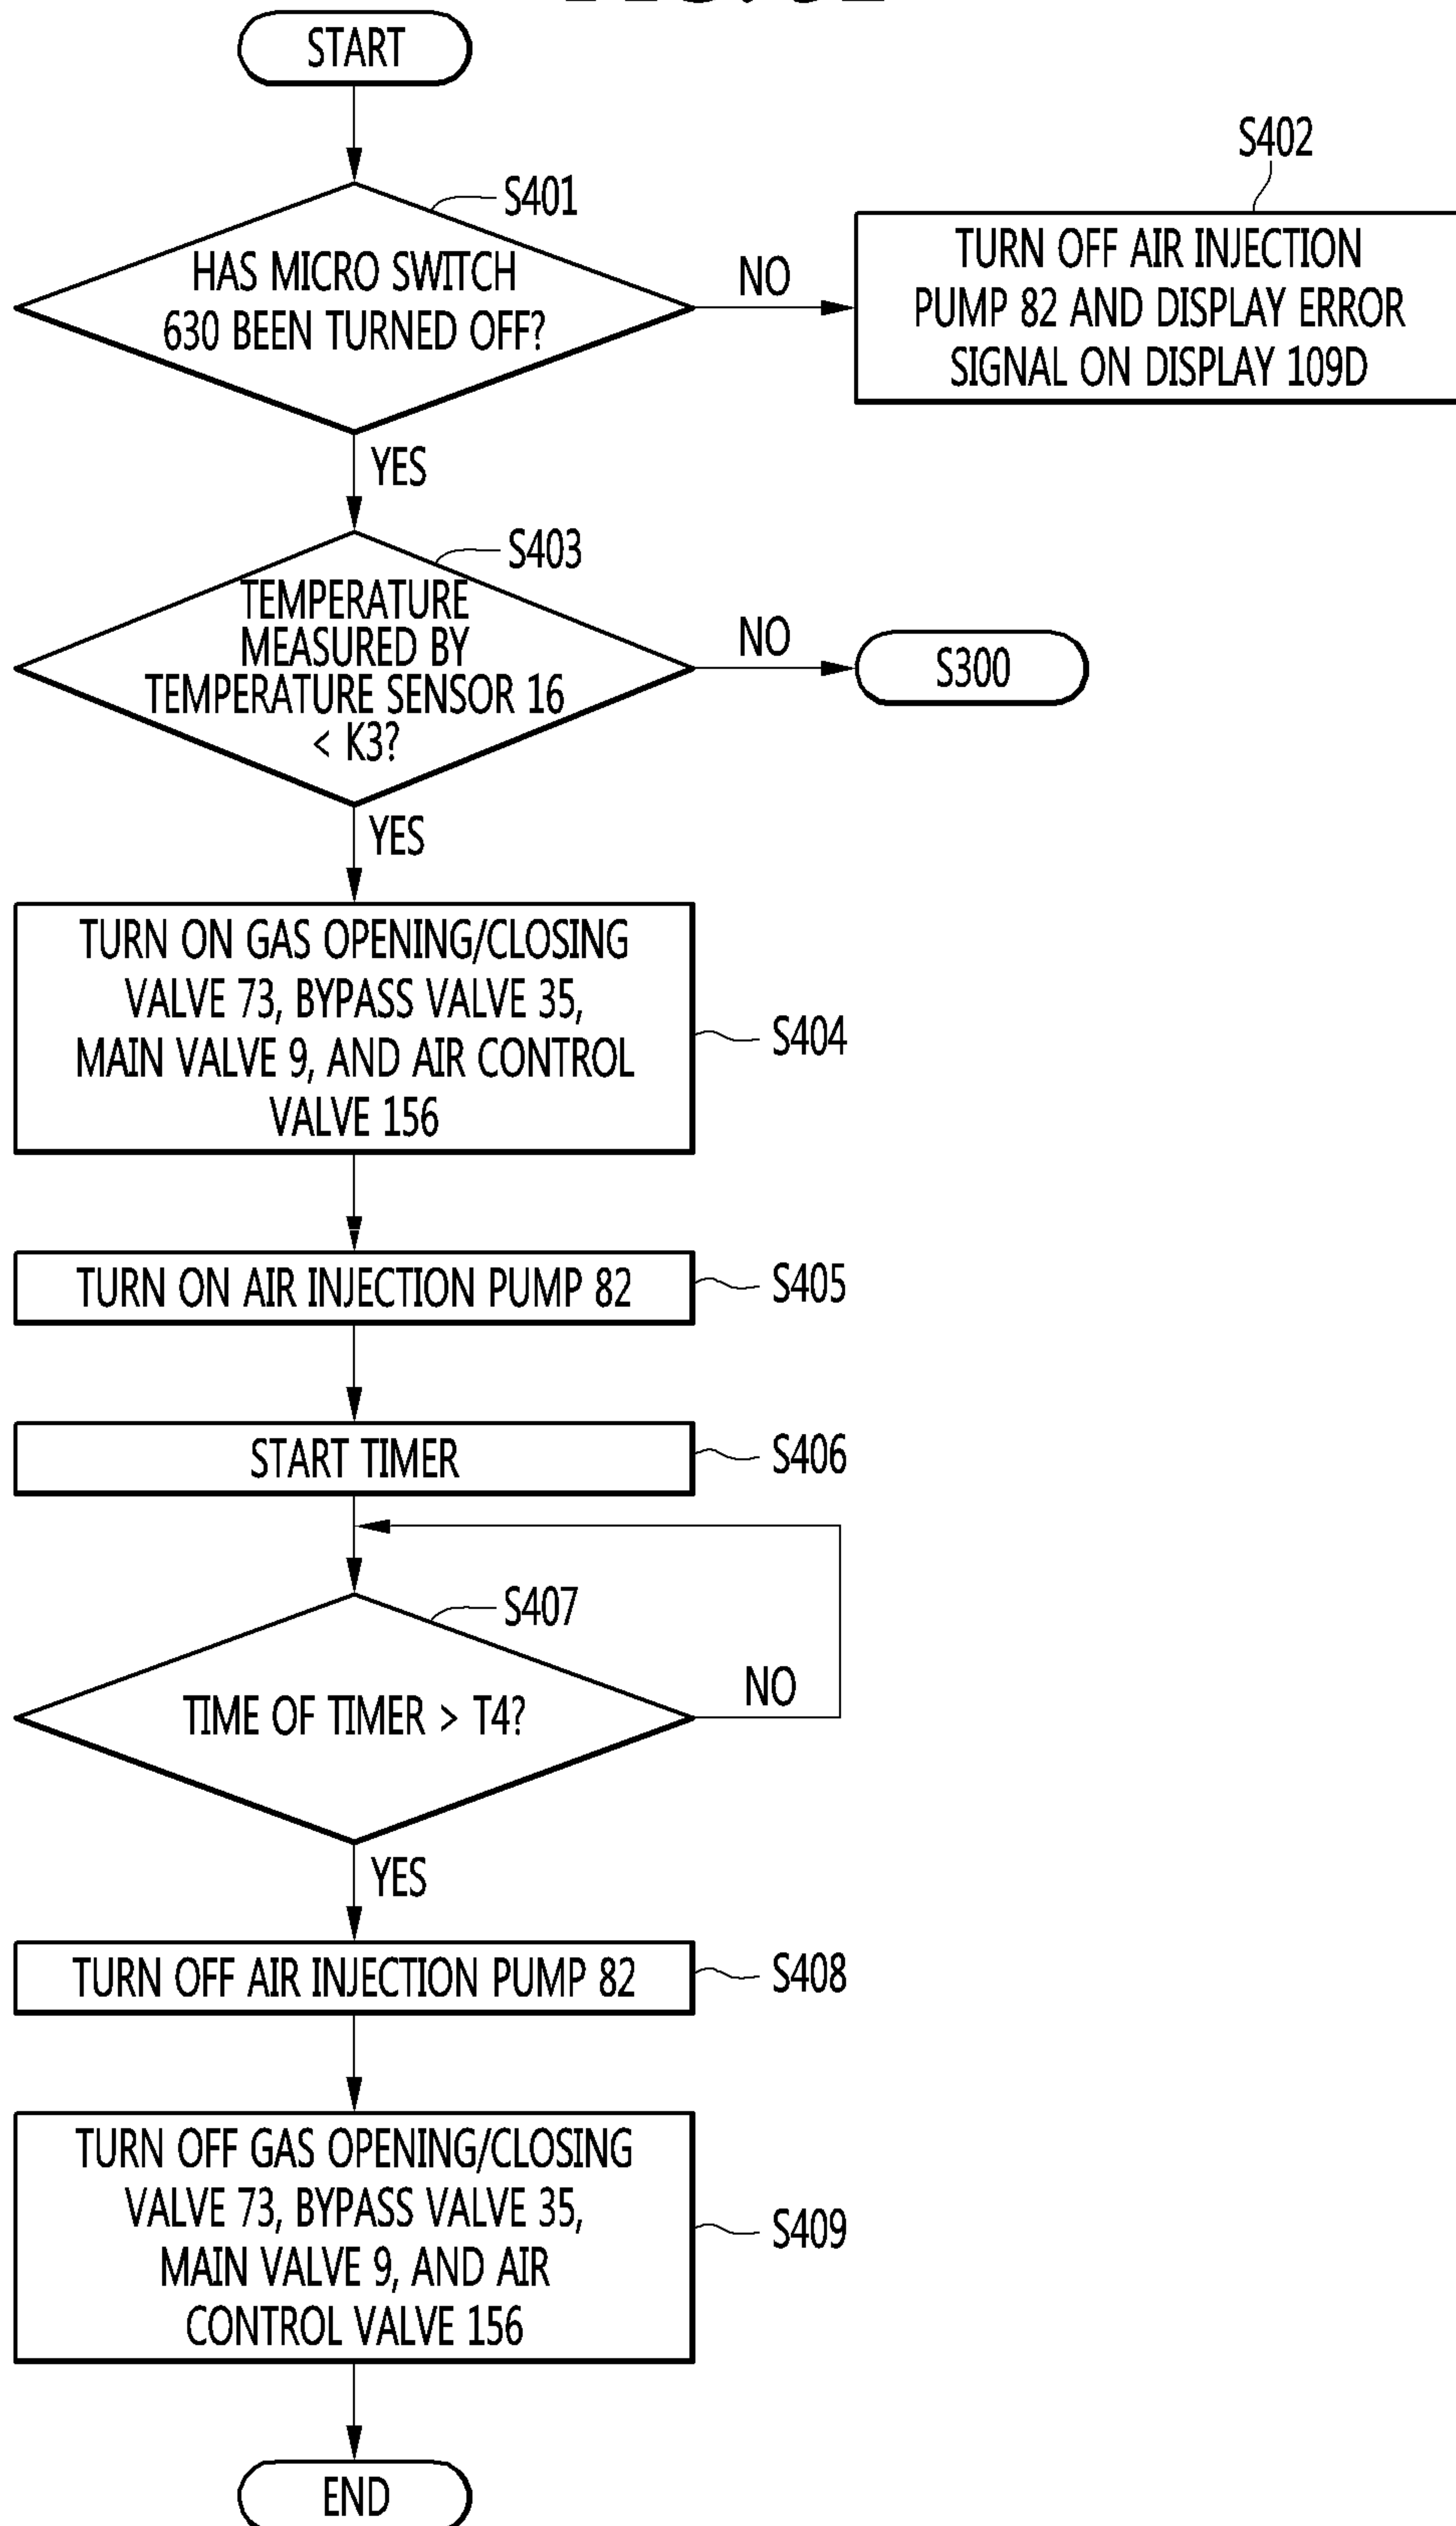 START
S401
HAS MICRO SWITCH
630 BEEN TURNED OFF?
NO
S402
TURN OFF AIR INJECTION
PUMP 82 AND DISPLAY ERROR
SIGNAL ON DISPLAY 109D
YES
S403
TEMPERATURE
MEASURED BY
TEMPERATURE SENSOR 16
< K3?
NO
S300
YES
TURN ON GAS OPENING/CLOSING
VALVE 73, BYPASS VALVE 35,
MAIN VALVE 9, AND AIR CONTROL
VALVE 156
S404
TURN ON AIR INJECTION PUMP 82
S405
START TIMER
S406
S407
TIME OF TIMER > T4?
NO
YES
TURN OFF AIR INJECTION PUMP 82
S408
TURN OFF GAS OPENING/CLOSING
VALVE 73, BYPASS VALVE 35,
MAIN VALVE 9, AND AIR
CONTROL VALVE 156
S409
END